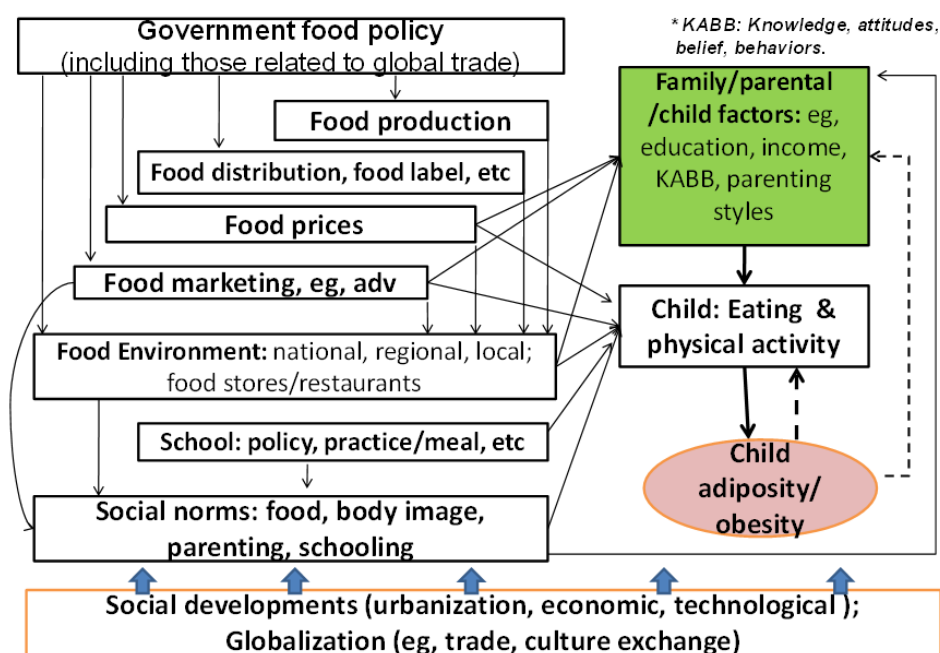 Government food policy
(including those related to global trade)
* KABB: Knowledge, attitudes,
belief, behaviors.
Food production
Food distribution, food label, etc
Food prices
Food marketing, eg, adv
Food Environment: national, regional, local;
food stores/restaurants
School: policy, practice/meal, etc
Social norms: food, body image,
parenting, schooling
Family/parental
/child factors: eg,
education, income,
KABB, parenting
styles
Child: Eating &
physical activity
Child
adiposity/
obesity
Social developments (urbanization, economic, technological );
Globalization (eg, trade, culture exchange)